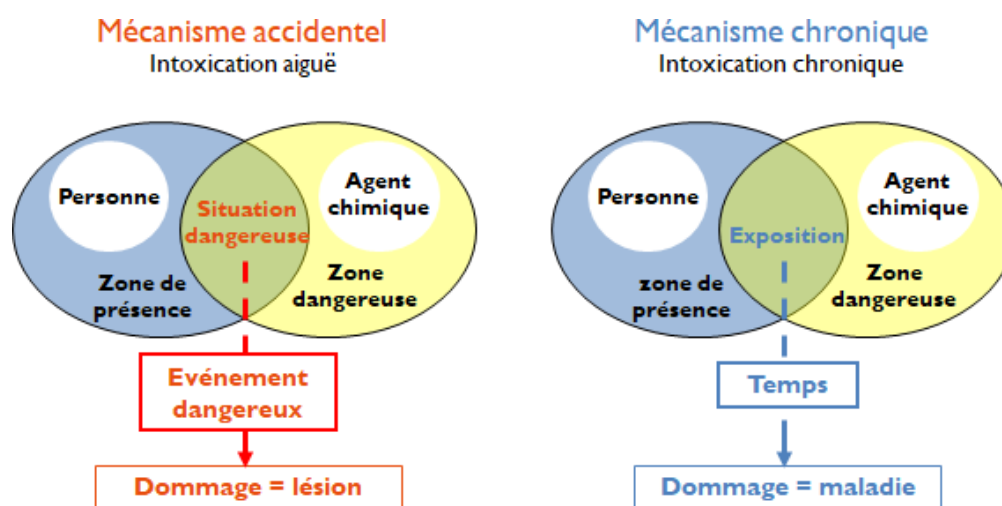 Mécanisme accidentel
Intoxication aiguë
Personne
Situation
dangereuse
Agent
chimique
Zone de
présence
Zone
dangereuse
Evénement
dangereux
Dommage = lésion
Mécanisme chronique
Intoxication chronique
Personne
Exposition
Agent
chimique
zone de
présence
Zone
dangereuse
Temps
Dommage = maladie